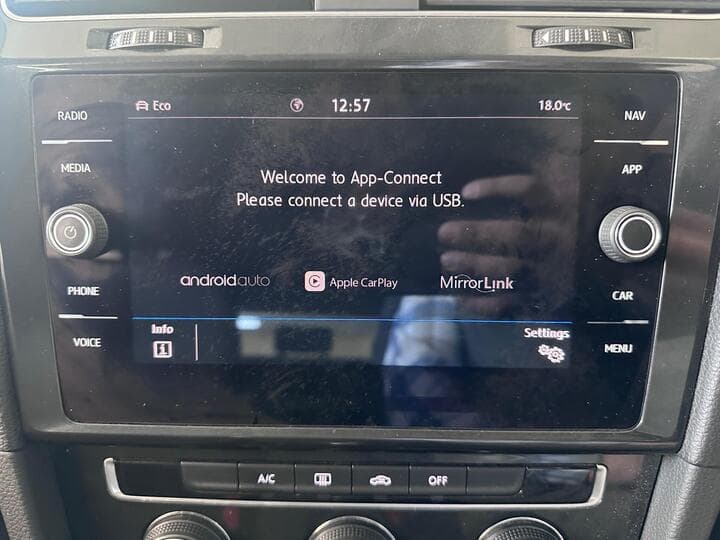 Eco 12:57 18.0°C
RADIO
NAV
MEDIA
APP
Welcome to App-Connect
Please connect a device via USB.
androidauto Apple CarPlay MirrorLink
PHONE
CAR
Info Settings
VOICE
MENU
A/C OFF